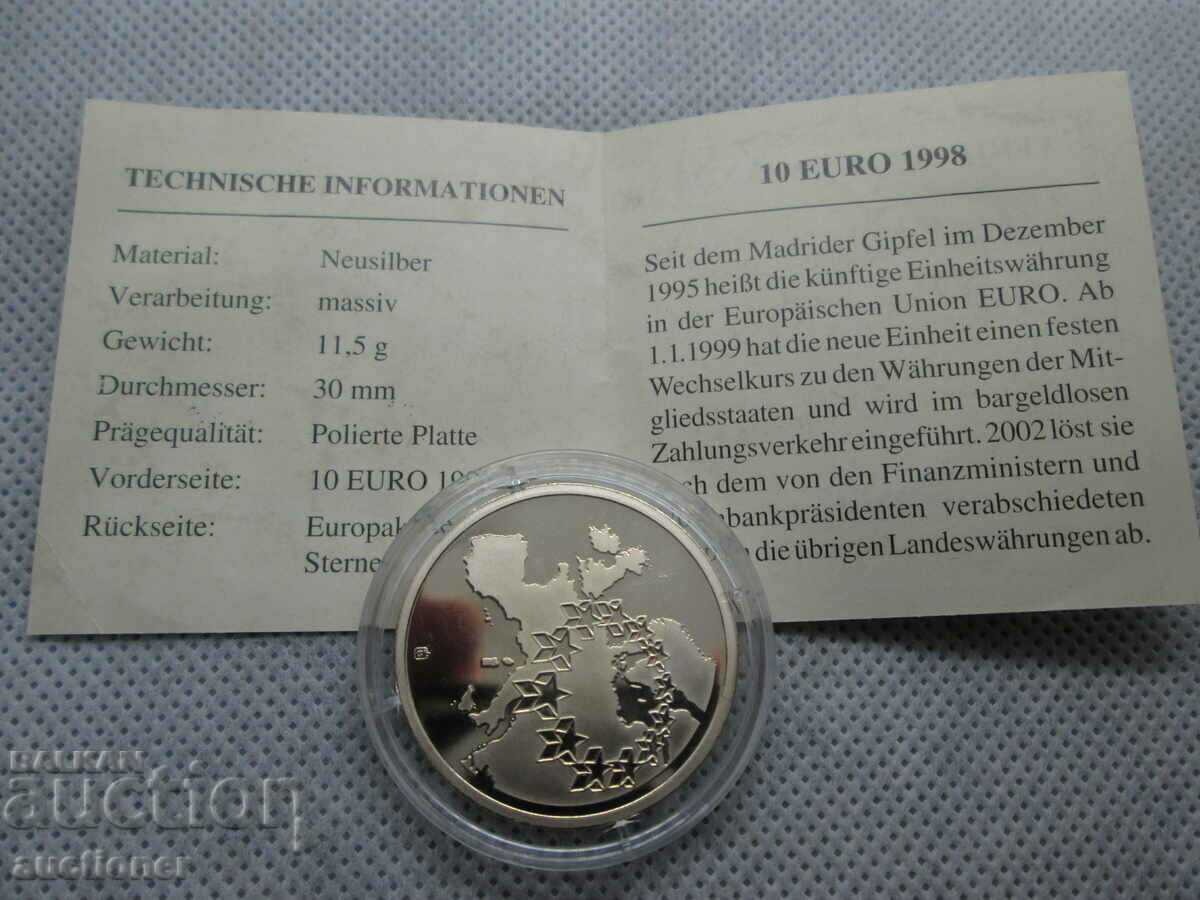 TECHNISCHE INFORMATIONEN
Material: Neusilber
Verarbeitung: massiv
Gewicht: 11,5 g
Durchmesser: 30 mm
Prägequalität: Polierte Platte
Vorderseite: 10 EURO
Rückseite:
Sterne
10 EURO 1998
Seit dem Madrider Gipfel im Dezember
1995 heißt die künftige Einheitswährung
in der Europäischen Union EURO. Ab
1.1.1999 hat die neue Einheit einen festen
Wechselkurs zu den Währungen der Mit-
gliedsstaaten und wird im bargeldlosen
Zahlungsverkehr eingeführt. 2002 löst sie
dem von den Finanzministern und
bankpräsidenten verabschiedeten
die übrigen Landeswährungen ab.
BALKAN
auction
auctioner